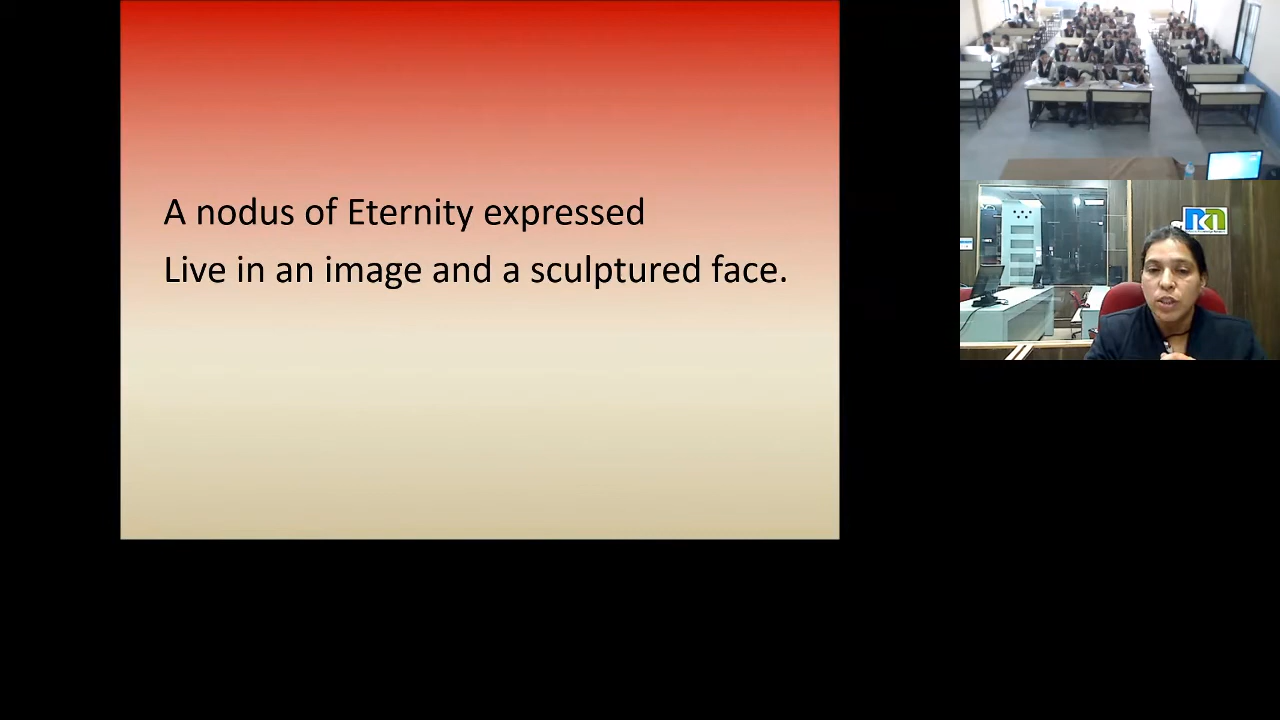 A nodus of Eternity expressed
Live in an image and a sculptured face.